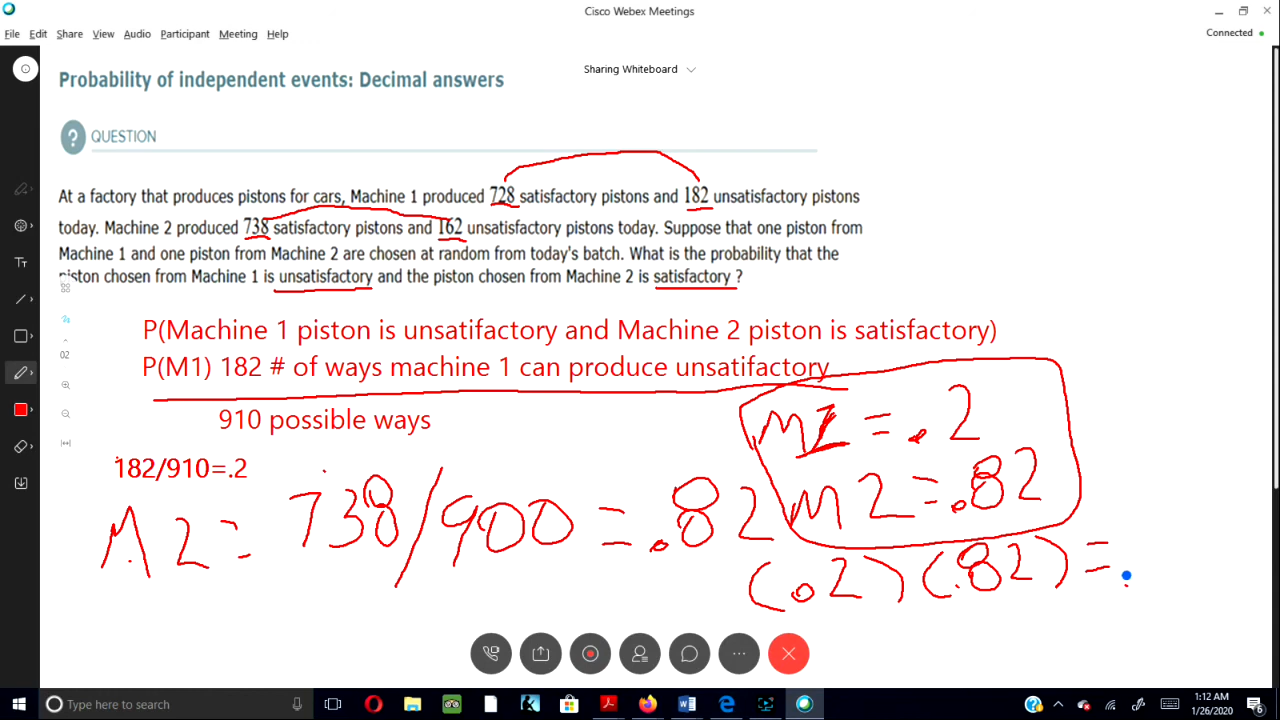 Cisco Webex Meetings
File Edit Share View Audio Participant Meeting Help
Connected
Sharing Whiteboard
Probability of independent events: Decimal answers
? QUESTION
At a factory that produces pistons for cars, Machine 1 produced 728 satisfactory pistons and 182 unsatisfactory pistons
today. Machine 2 produced 738 satisfactory pistons and 162 unsatisfactory pistons today. Suppose that one piston from
Machine 1 and one piston from Machine 2 are chosen at random from today's batch. What is the probability that the
piston chosen from Machine 1 is unsatisfactory and the piston chosen from Machine 2 is satisfactory ?
02
P(Machine 1 piston is unsatifactory and Machine 2 piston is satisfactory)
P(M1) 182 # of ways machine 1 can produce unsatifactory
910 possible ways
M1 = .2
182/910=.2
M2 = .82
M2 = 738/900 = .82
(.02)(.82) = .
Type here to search
1:12 AM
1/26/2020
6